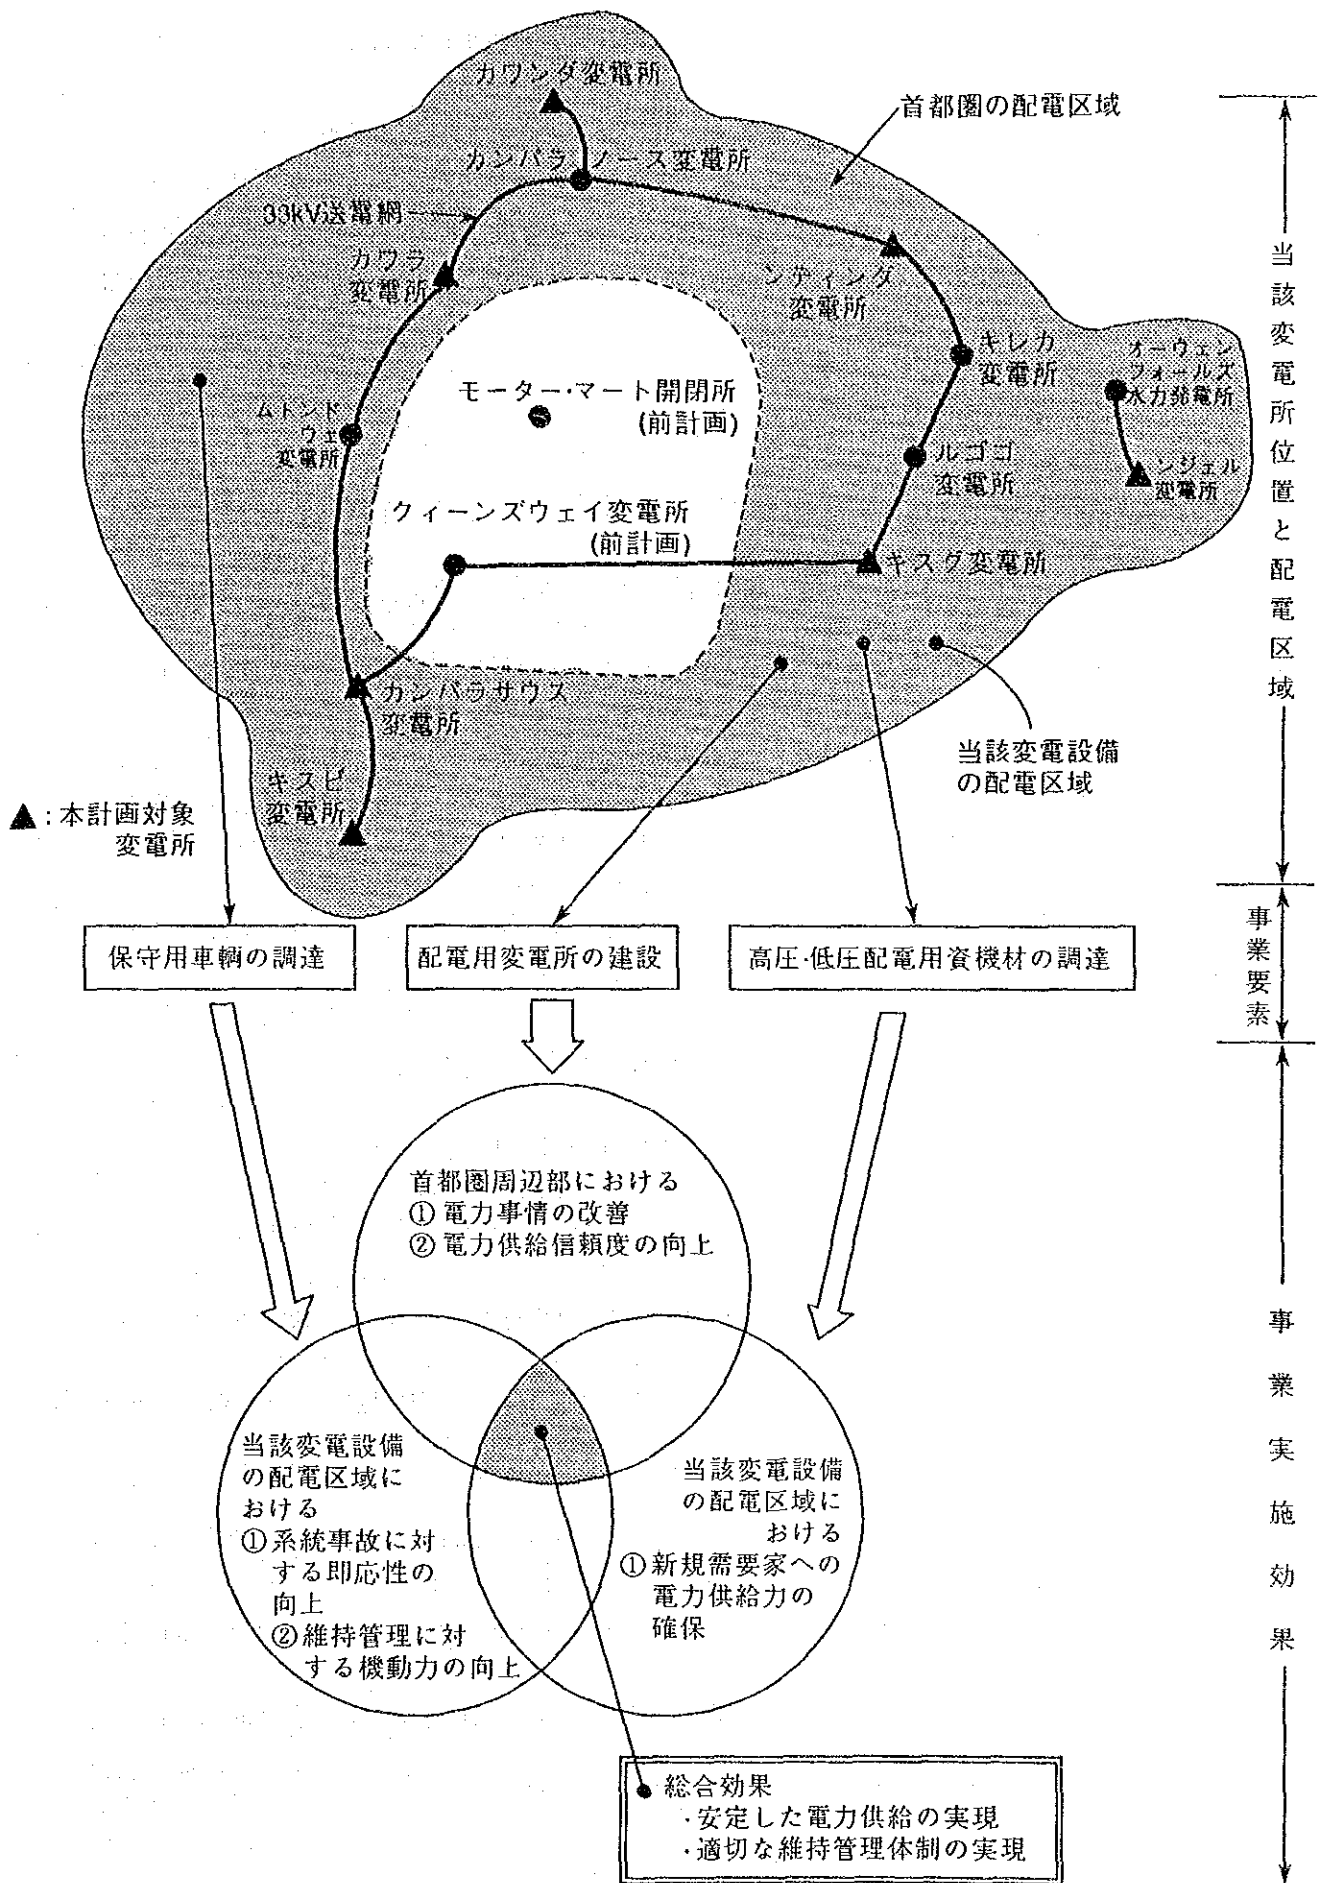 カワンダ変電所
首都圏の配電区域
カンパラ ノース変電所
33kV送電網
カワラ
変電所
ンティンダ
変電所
キレカ
変電所
オーウェン
フォールズ
水力発電所
モーター・マート開閉所
(前計画)
ムトンド
ウェ
変電所
ルゴゴ
変電所
ンジェル
変電所
クィーンズウェイ変電所
(前計画)
キスグ変電所
カンパラサウス
変電所
当該変電設備
の配電区域
キスビ
変電所
▲:本計画対象
変電所
当該変電所位置と配電区域
保守用車輌の調達
配電用変電所の建設
高圧・低圧配電用資機材の調達
事業要素
首都圏周辺部における
①電力事情の改善
②電力供給信頼度の向上
当該変電設備
の配電区域に
おける
①系統事故に対
する即応性の
向上
②維持管理に対
する機動力の向上
当該変電設備
の配電区域に
おける
①新規需要家への
電力供給力の
確保
事業実施効果
総合効果
・安定した電力供給の実現
・適切な維持管理体制の実現